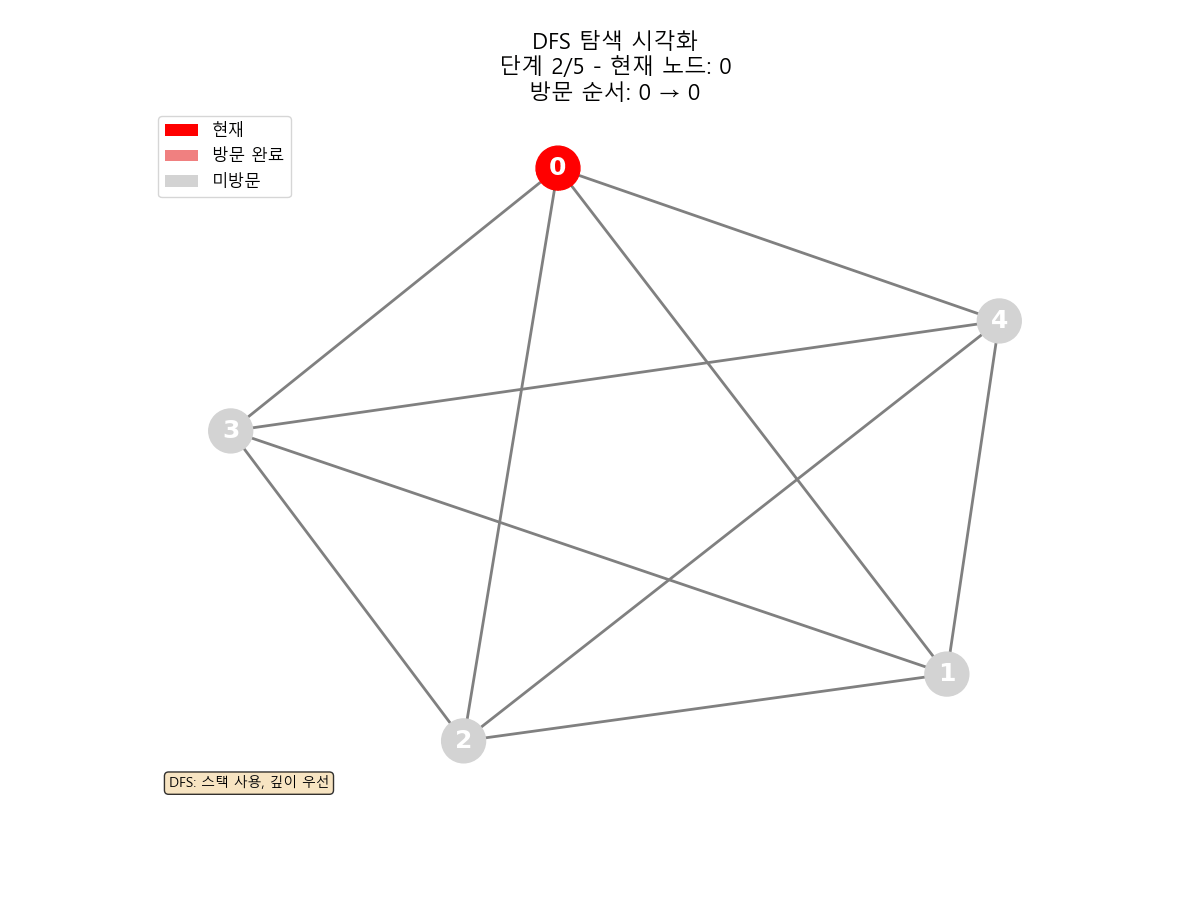 DFS 탐색 시각화
단계 2/5 - 현재 노드: 0
방문 순서: 0 → 0
현재
방문 완료
미방문
0
4
3
1
2
DFS: 스택 사용, 깊이 우선